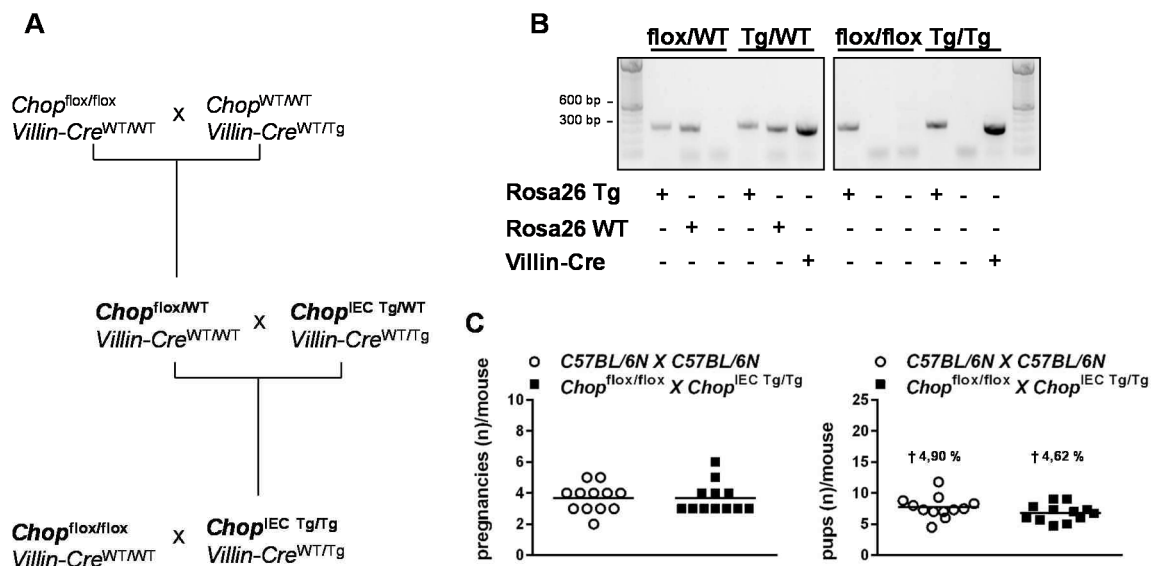 A
Chop^flox/flox x Chop^WT/WT
Villin-Cre^WT/WT Villin-Cre^WT/Tg
Chop^flox/WT x Chop^IEC Tg/WT
Villin-Cre^WT/WT Villin-Cre^WT/Tg
Chop^flox/flox x Chop^IEC Tg/Tg
Villin-Cre^WT/WT Villin-Cre^WT/Tg
B
flox/WT Tg/WT flox/flox Tg/Tg
600 bp -
300 bp -
Rosa26 Tg + - - + - - + - - + - -
Rosa26 WT - + - - + - - - - - - -
Villin-Cre - - - - - + - - - - - +
C
C57BL/6N X C57BL/6N
Chop^flox/flox X Chop^IEC Tg/Tg
pregnancies (n)/mouse
10
8
6
4
2
0
C57BL/6N X C57BL/6N
Chop^flox/flox X Chop^IEC Tg/Tg
pups (n)/mouse
25
20
15
10
5
0
† 4,90 % † 4,62 %